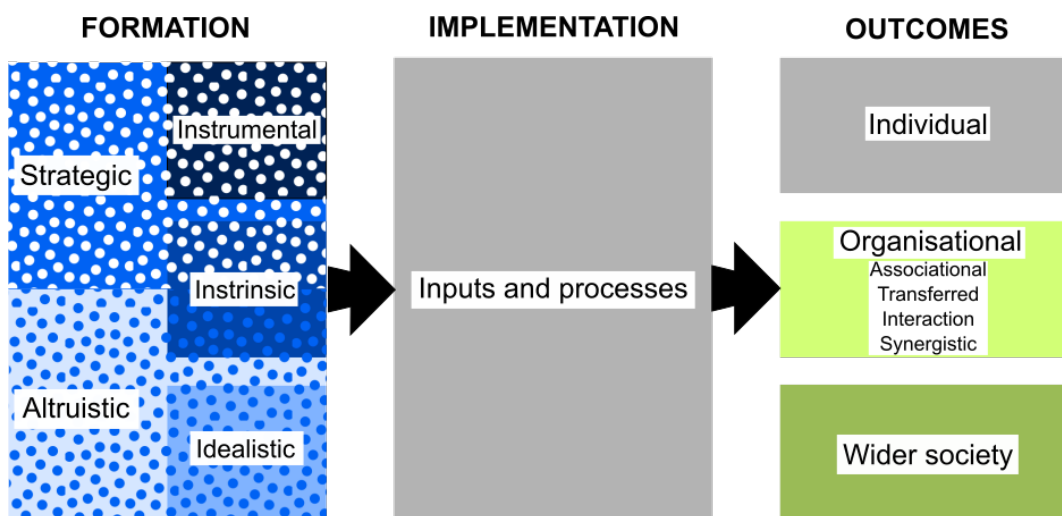 FORMATION
Strategic
Instrumental
Instrinsic
Altruistic
Idealistic
IMPLEMENTATION
Inputs and processes
OUTCOMES
Individual
Organisational
Associational
Transferred
Interaction
Synergistic
Wider society